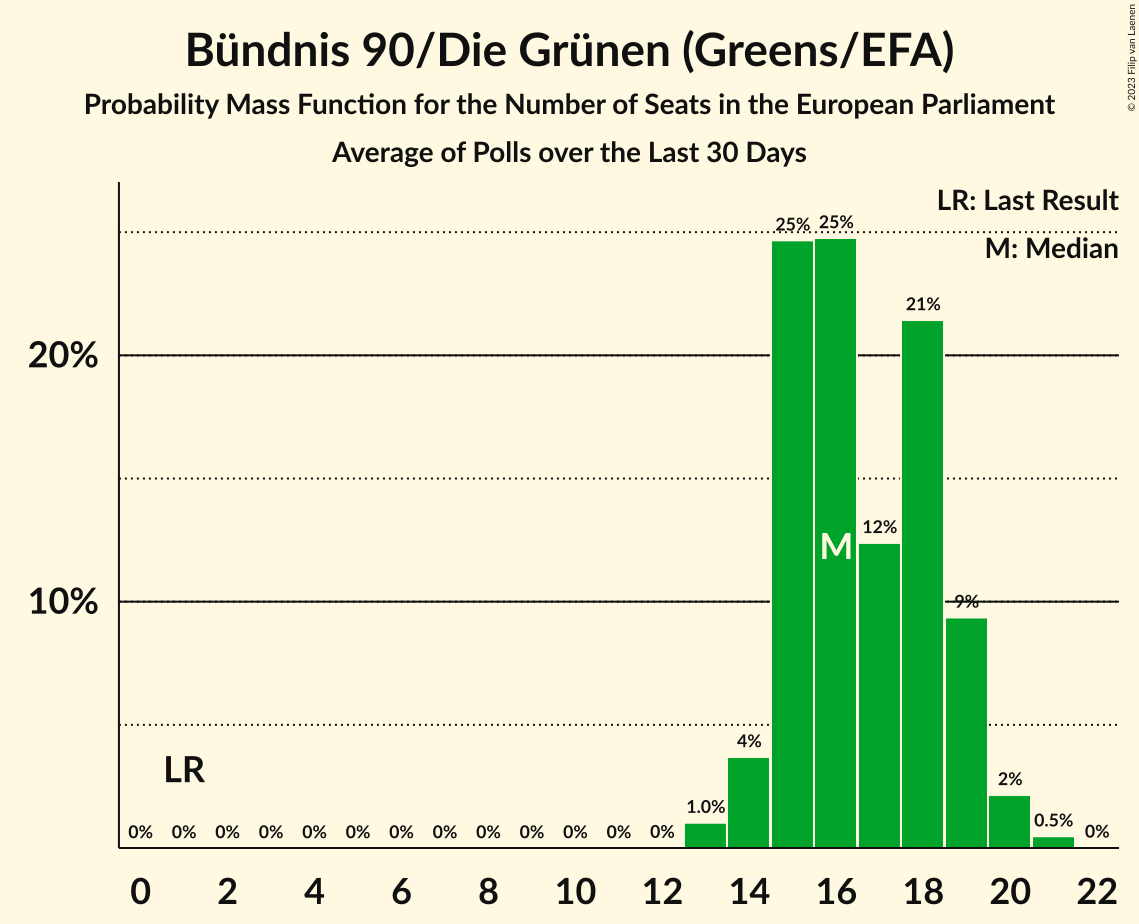 Bündnis 90/Die Grünen (Greens/EFA)
Probability Mass Function for the Number of Seats in the European Parliament
Average of Polls over the Last 30 Days
© 2023 Filip van Laenen
LR: Last Result
M: Median
25% 25%
21%
20%
12%
M
10%
9%
4%
LR
2%
1.0%
0.5%
0% 0% 0% 0% 0% 0% 0% 0% 0% 0% 0% 0% 0% 0%
0 2 4 6 8 10 12 14 16 18 20 22